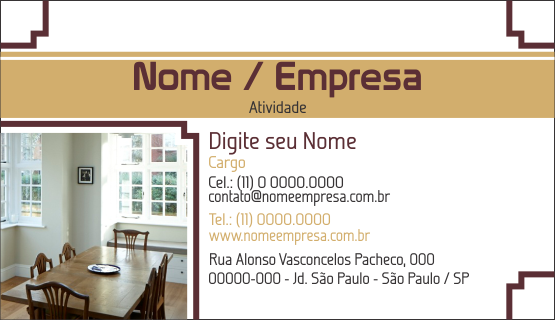 Nome / Empresa
Atividade
Digite seu Nome
Cargo
Cel.: (11) 0 0000.0000
contato@nomeempresa.com.br
Tel.: (11) 0000.0000
www.nomeempresa.com.br
Rua Alonso Vasconcelos Pacheco, 000
00000-000 - Jd. São Paulo - São Paulo / SP